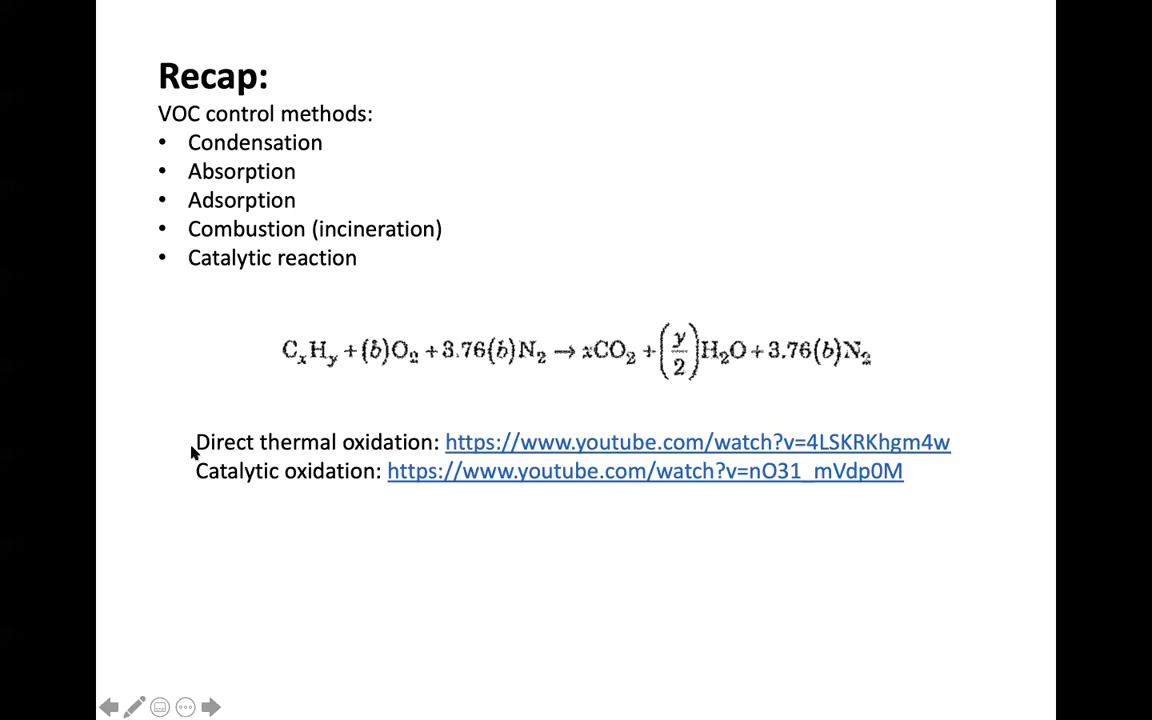 Recap:
VOC control methods:
• Condensation
• Absorption
• Adsorption
• Combustion (incineration)
• Catalytic reaction
CₓHᵧ + (b)O₂ + 3.76(b)N₂ → xCO₂ + (y/2)H₂O + 3.76(b)N₂
Direct thermal oxidation: https://www.youtube.com/watch?v=4LSKRKhgm4w
Catalytic oxidation: https://www.youtube.com/watch?v=nO31_mVdp0M